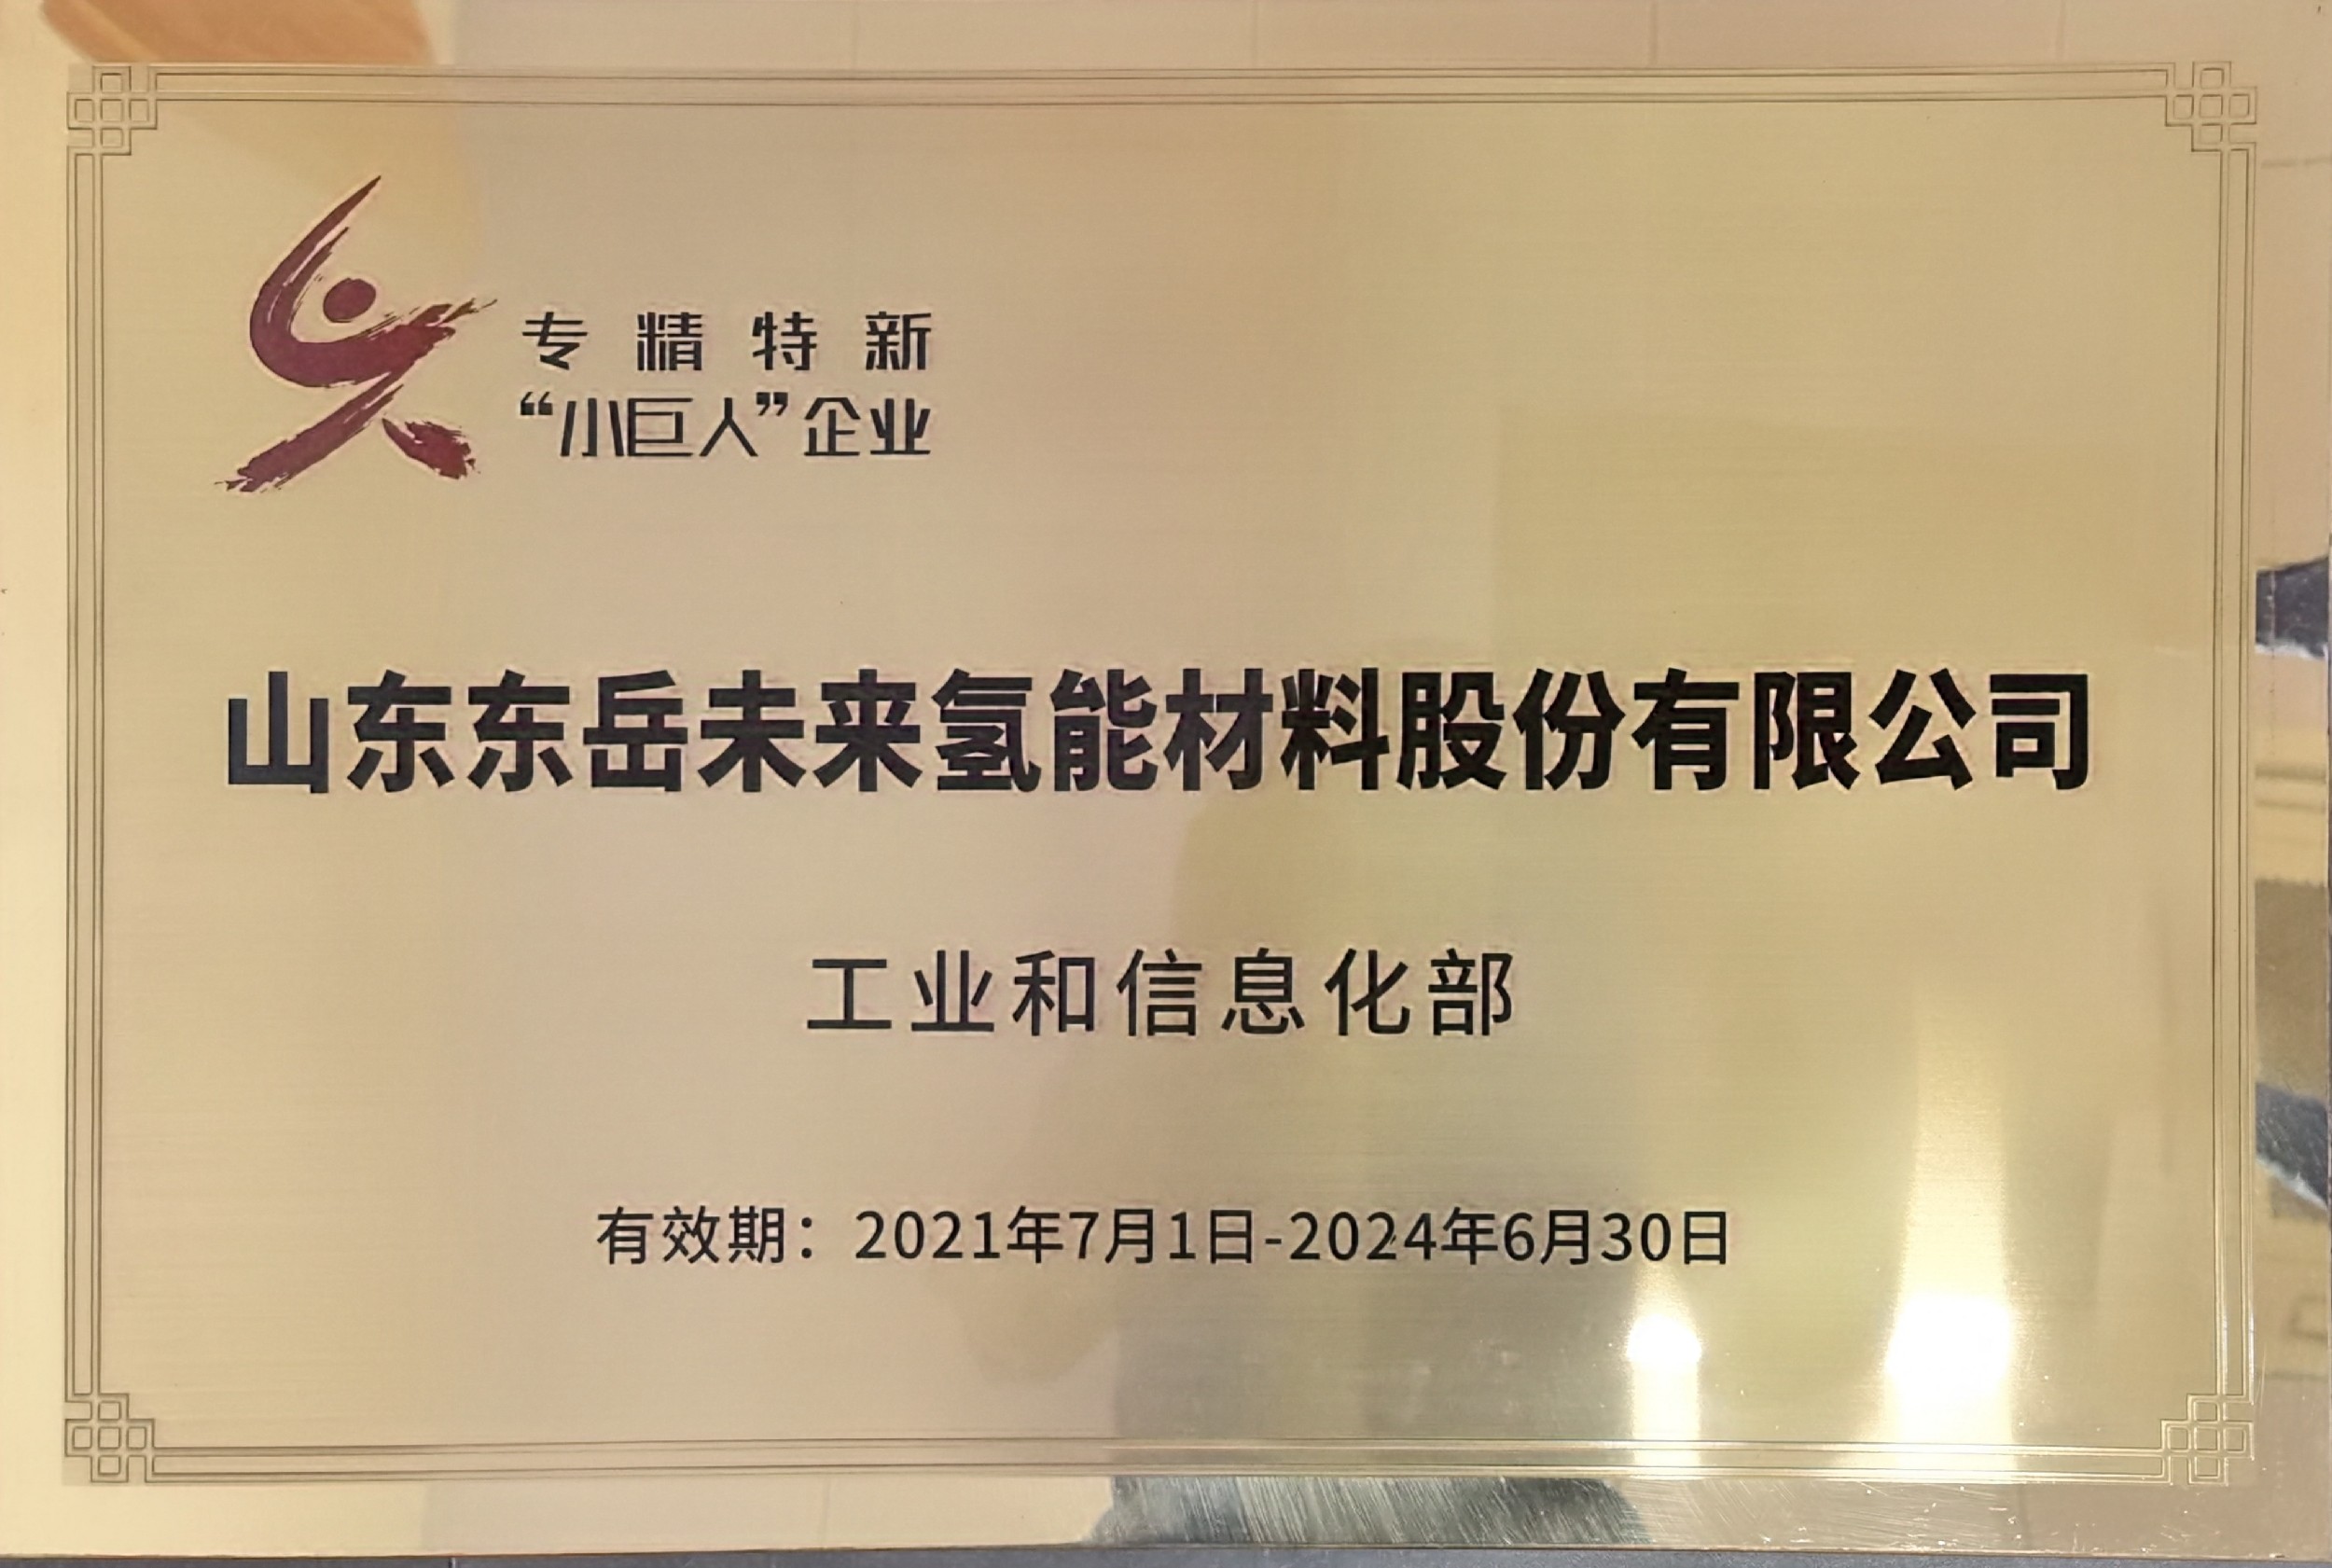 专精特新
“小巨人”企业
山东东岳未来氢能材料股份有限公司
工业和信息化部
有效期：2021年7月1日-2024年6月30日